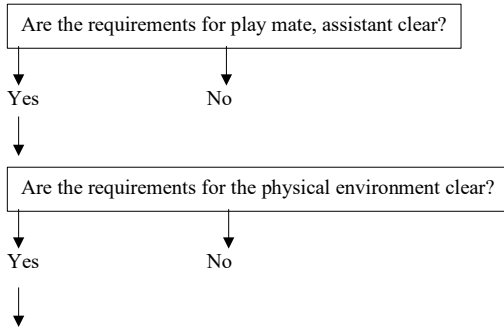 Are the requirements for play mate, assistant clear?
Yes No
Are the requirements for the physical environment clear?
Yes No